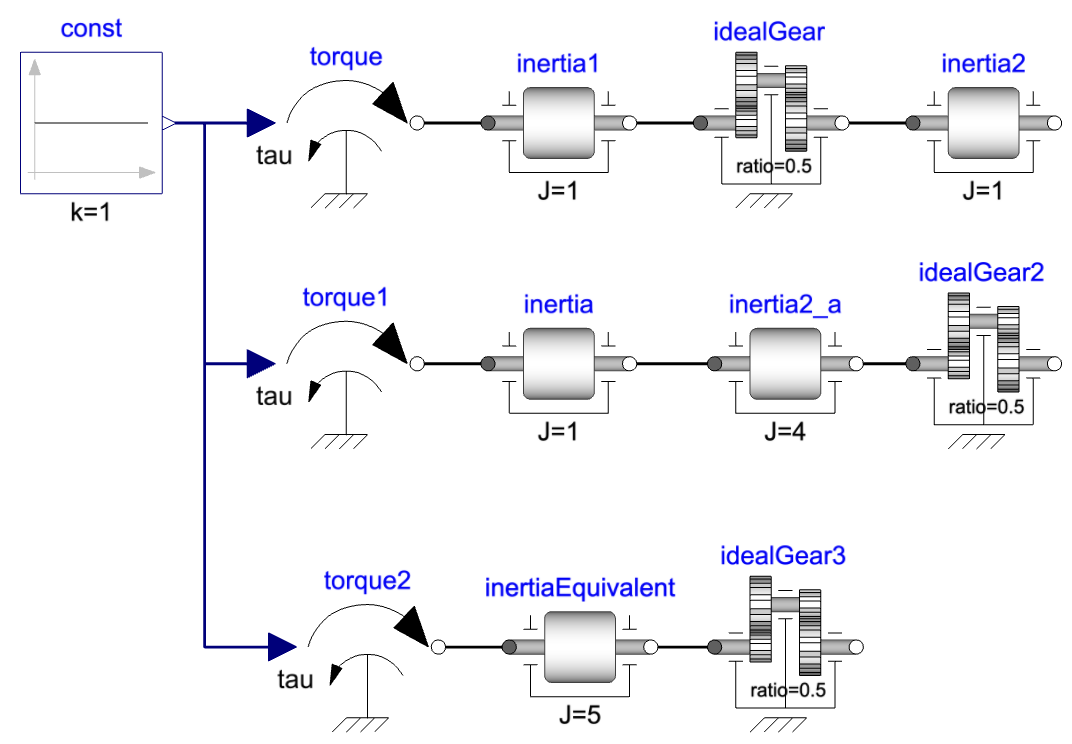 const
k=1
torque
tau
inertia1
J=1
idealGear
ratio=0.5
inertia2
J=1
torque1
tau
inertia
J=1
inertia2_a
J=4
idealGear2
ratio=0.5
torque2
tau
inertiaEquivalent
J=5
idealGear3
ratio=0.5